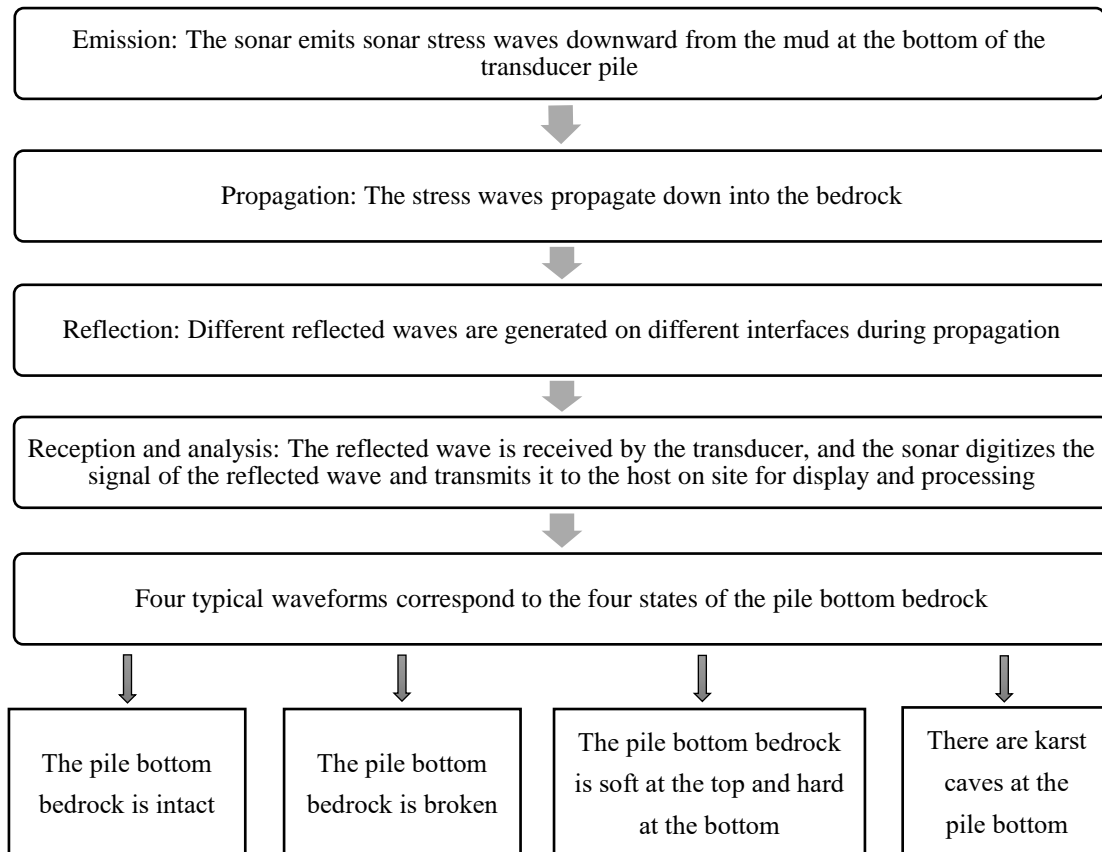 Emission: The sonar emits sonar stress waves downward from the mud at the bottom of the
transducer pile
Propagation: The stress waves propagate down into the bedrock
Reflection: Different reflected waves are generated on different interfaces during propagation
Reception and analysis: The reflected wave is received by the transducer, and the sonar digitizes the
signal of the reflected wave and transmits it to the host on site for display and processing
Four typical waveforms correspond to the four states of the pile bottom bedrock
The pile bottom
bedrock is intact
The pile bottom
bedrock is broken
The pile bottom bedrock
is soft at the top and hard
at the bottom
There are karst
caves at the
pile bottom